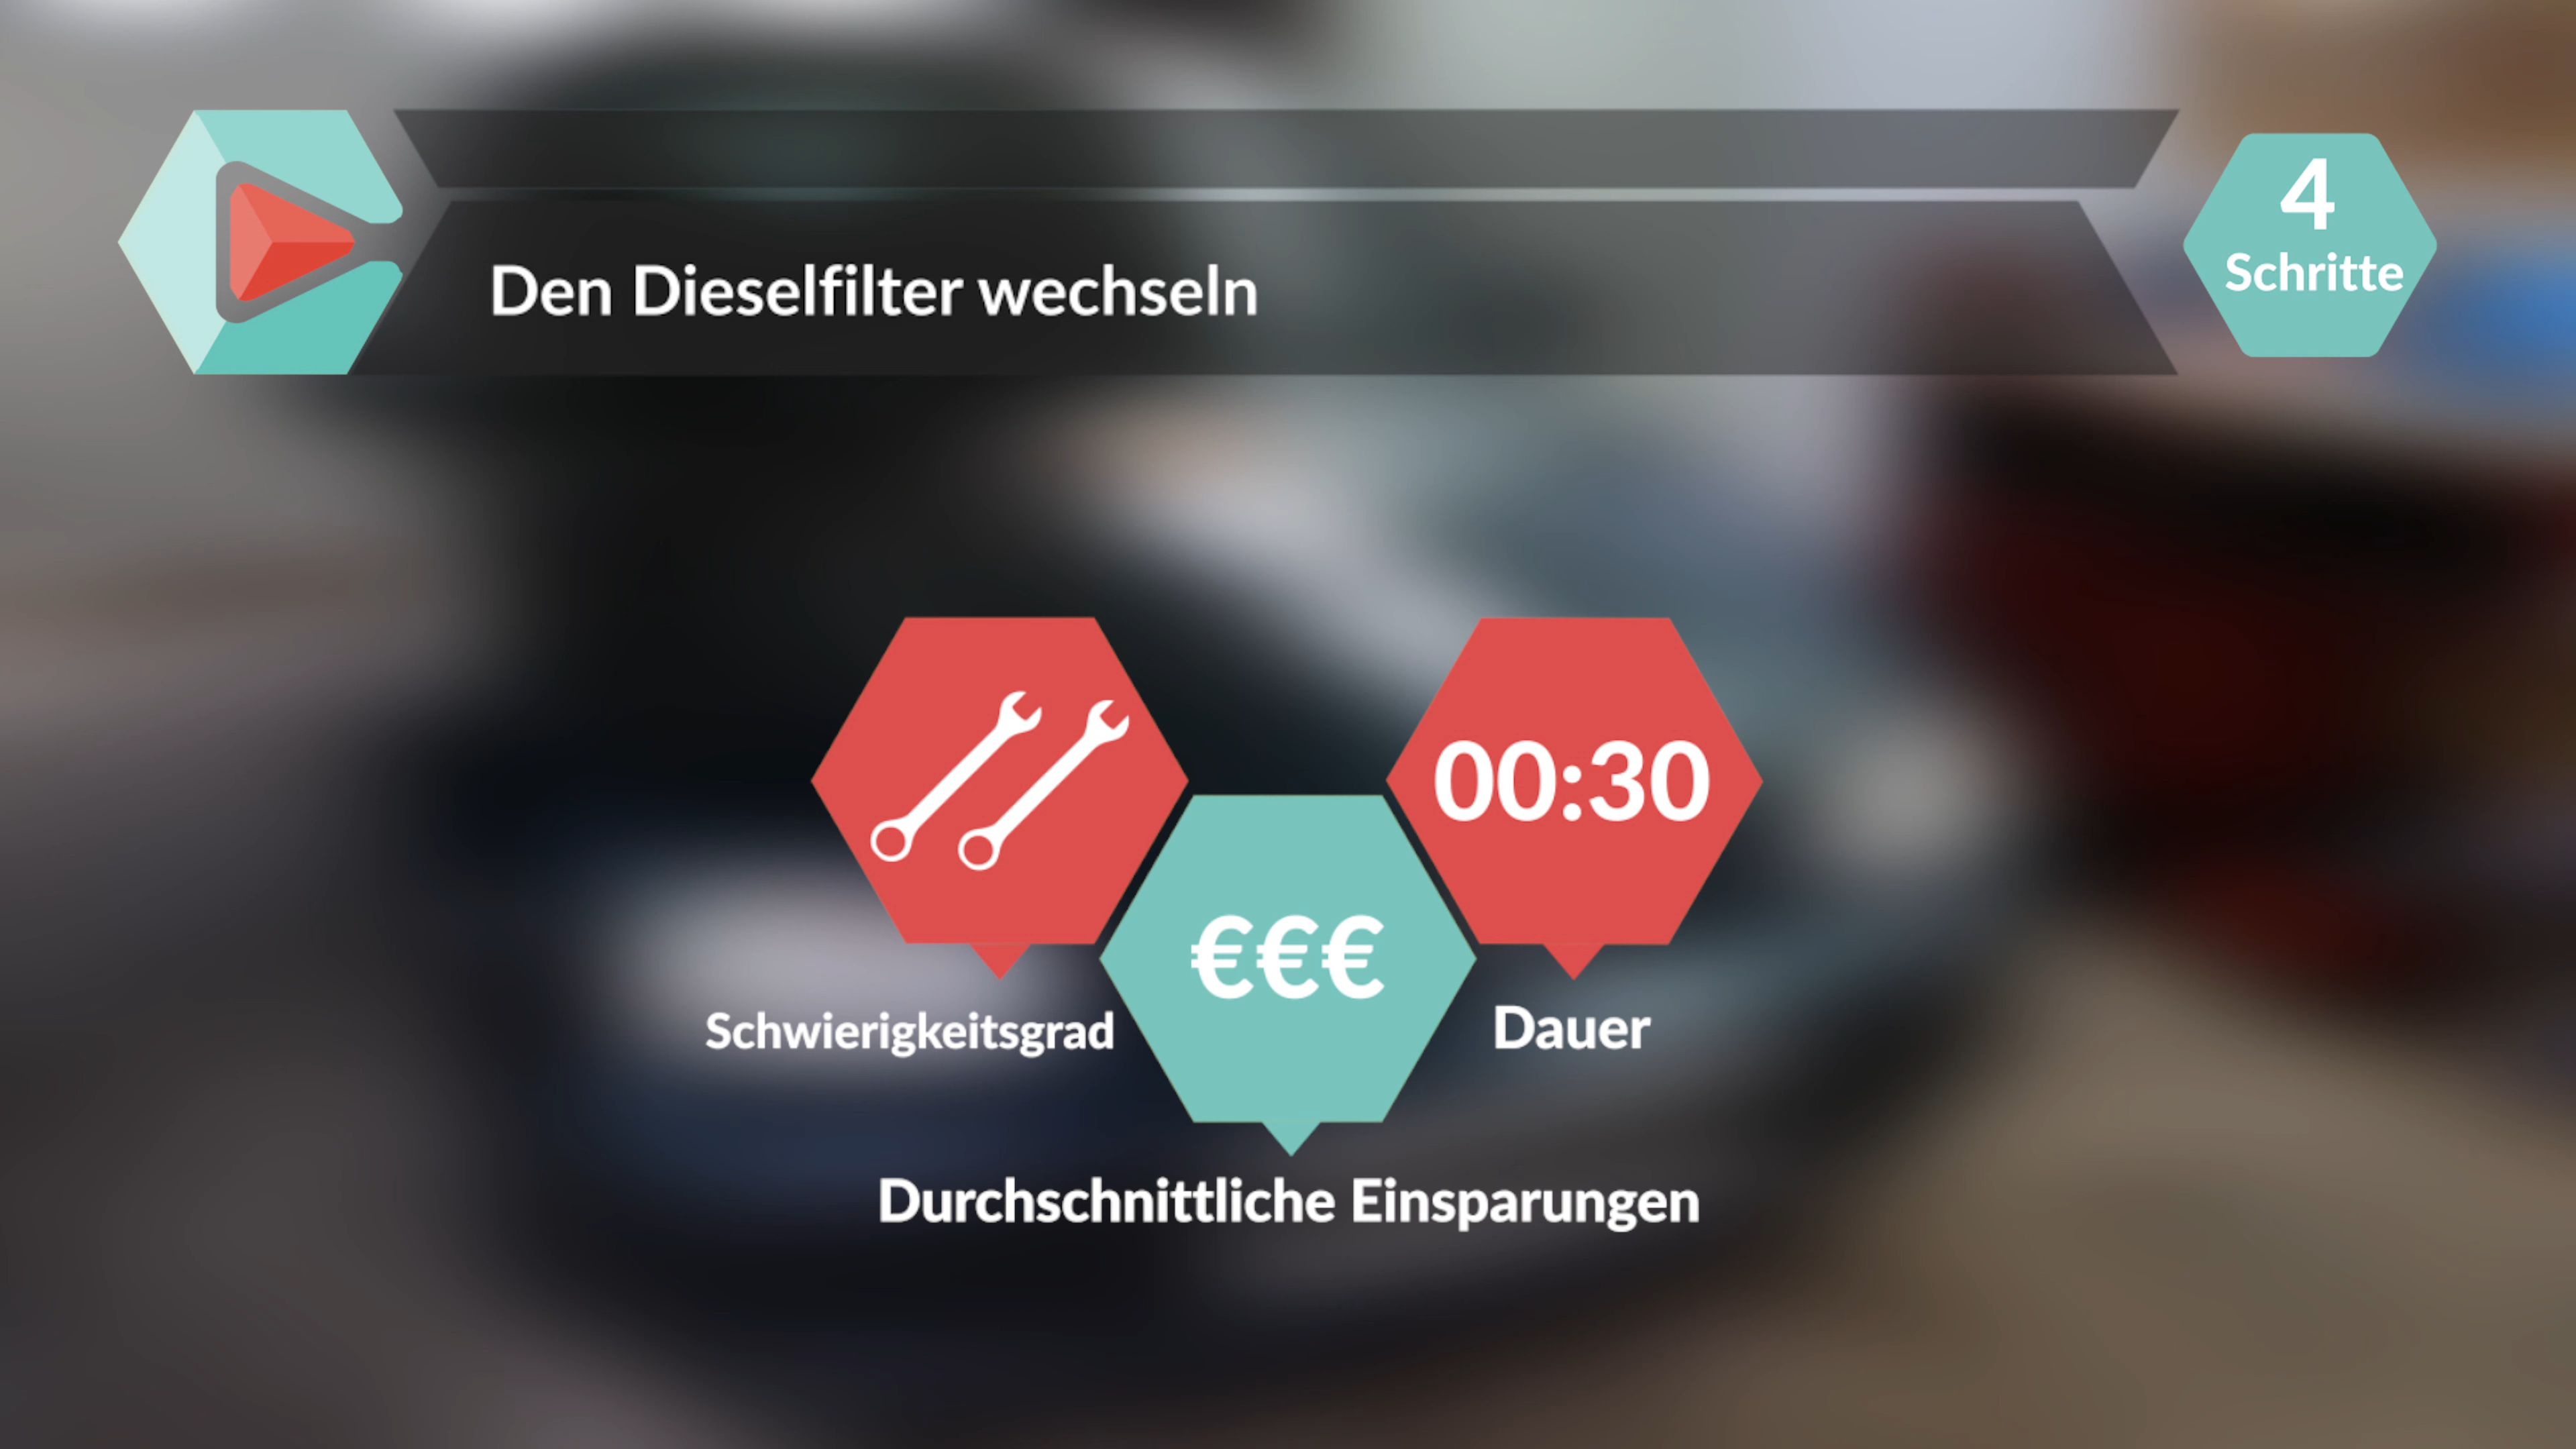 Den Dieselfilter wechseln
4
Schritte
00:30
€€€
Schwierigkeitsgrad
Dauer
Durchschnittliche Einsparungen